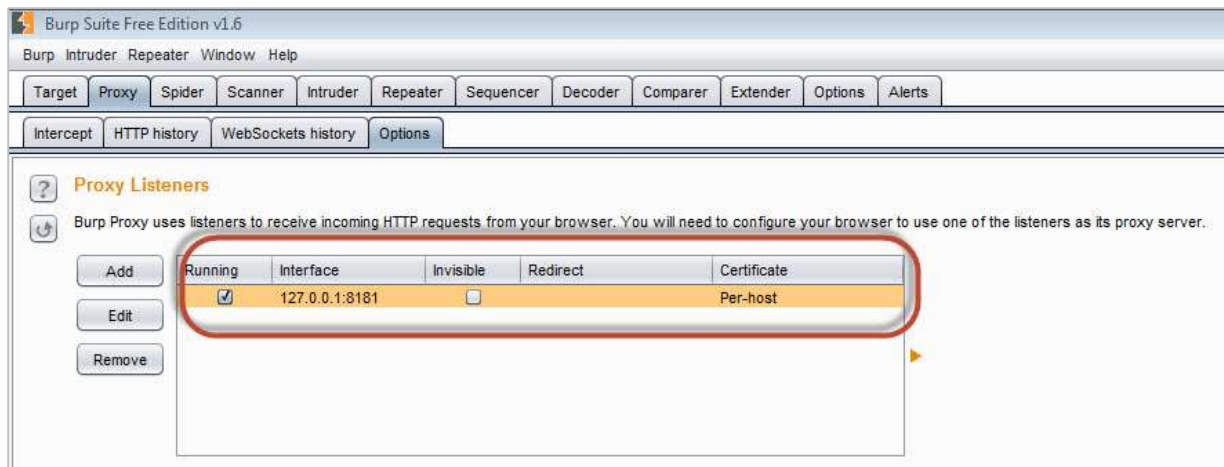 Burp Suite Free Edition v1.6
Burp Intruder Repeater Window Help
Target Proxy Spider Scanner Intruder Repeater Sequencer Decoder Comparer Extender Options Alerts
Intercept HTTP history WebSockets history Options
? Proxy Listeners
Burp Proxy uses listeners to receive incoming HTTP requests from your browser. You will need to configure your browser to use one of the listeners as its proxy server.
Add Running Interface Invisible Redirect Certificate
127.0.0.1:8181 Per-host
Edit
Remove